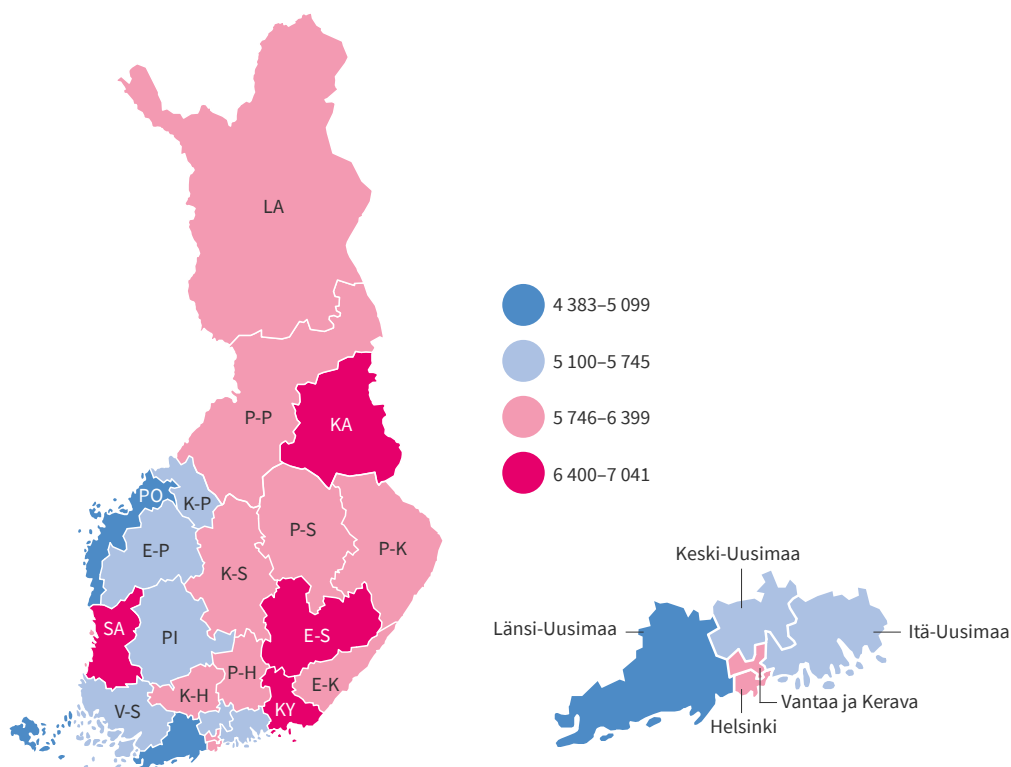 LA
P-P
KA
PO
K-P
E-P
P-S
P-K
K-S
SA
PI
E-S
P-H
K-H
E-K
V-S
KY
4 383–5 099
5 100–5 745
5 746–6 399
6 400–7 041
Keski-Uusimaa
Länsi-Uusimaa
Itä-Uusimaa
Vantaa ja Kerava
Helsinki